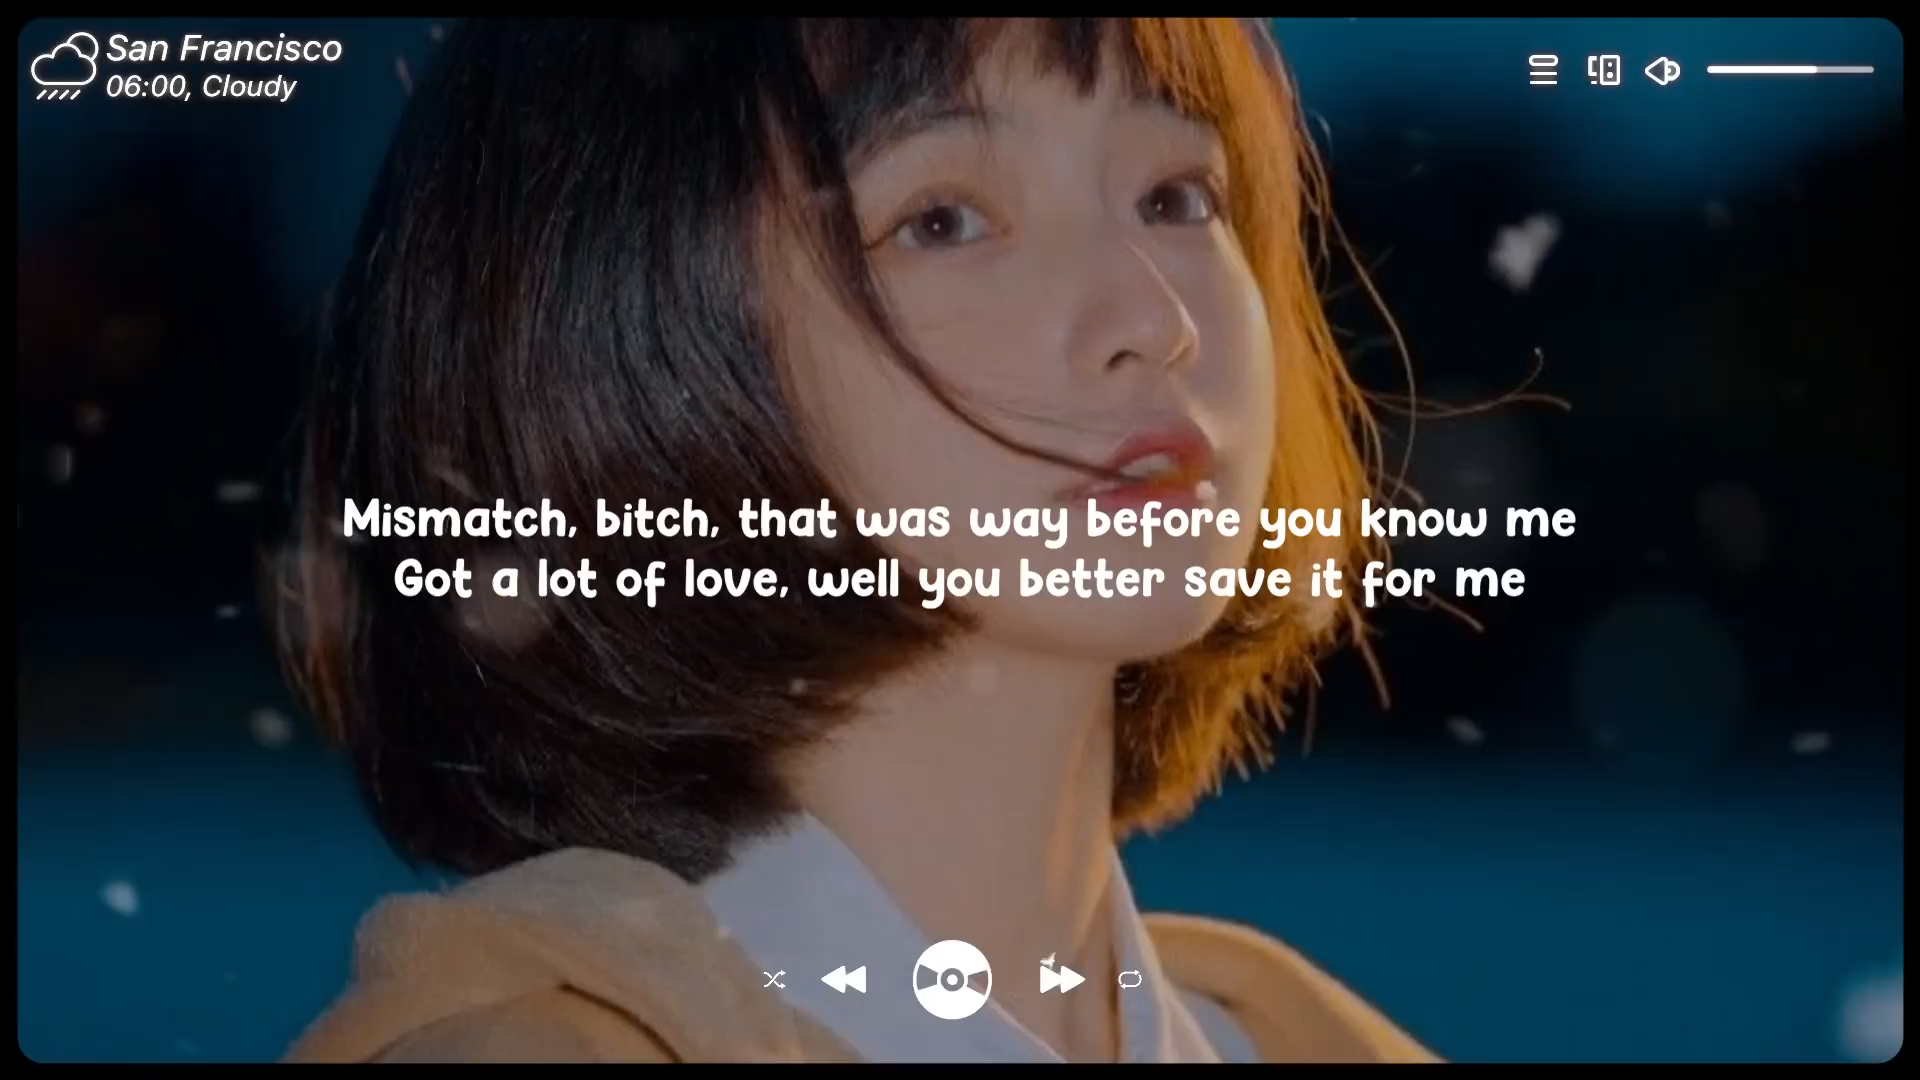 San Francisco
06:00, Cloudy
Mismatch, bitch, that was way before you know me
Got a lot of love, well you better save it for me